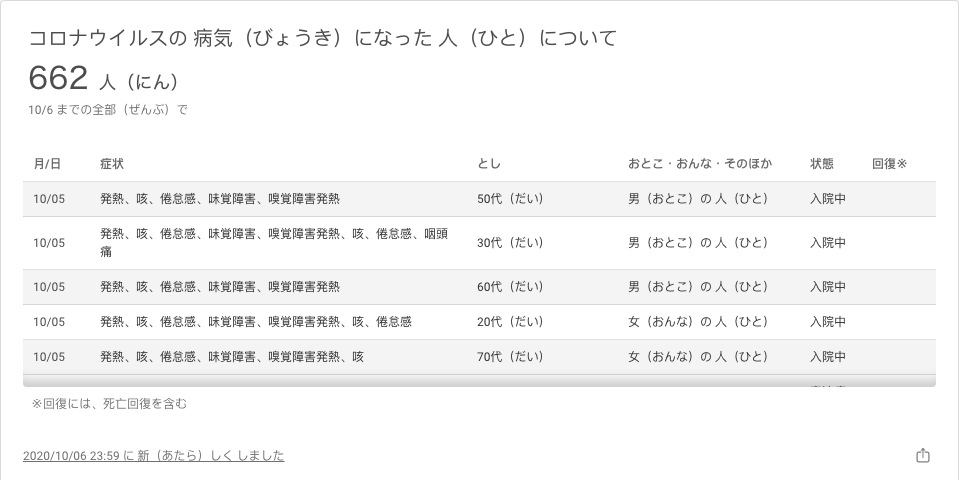 コロナウイルスの 病気（びょうき）になった 人（ひと）について
662 人（にん）
10/6 までの全部（ぜんぶ）で
月/日 症状 とし おとこ・おんな・そのほか 状態 回復※
10/05 発熱、咳、倦怠感、味覚障害、嗅覚障害発熱 50代（だい） 男（おとこ）の 人（ひと） 入院中
10/05 発熱、咳、倦怠感、味覚障害、嗅覚障害発熱、咳、倦怠感、咽頭
痛 30代（だい） 男（おとこ）の 人（ひと） 入院中
10/05 発熱、咳、倦怠感、味覚障害、嗅覚障害発熱 60代（だい） 男（おとこ）の 人（ひと） 入院中
10/05 発熱、咳、倦怠感、味覚障害、嗅覚障害発熱、咳、倦怠感 20代（だい） 女（おんな）の 人（ひと） 入院中
10/05 発熱、咳、倦怠感、味覚障害、嗅覚障害発熱、咳 70代（だい） 女（おんな）の 人（ひと） 入院中
※回復には、死亡回復を含む
2020/10/06 23:59 に 新（あたら）しく しました